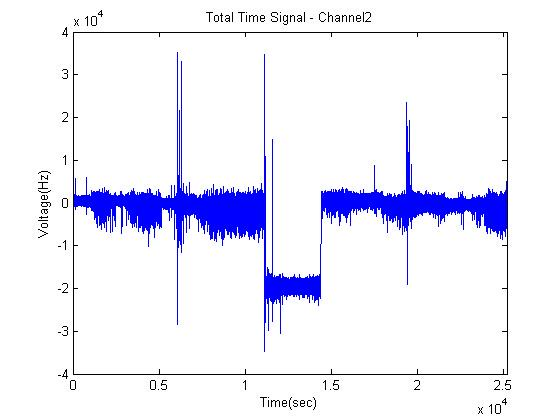 Total Time Signal - Channel2
x 10^4
4
3
2
1
0
-1
-2
-3
-4
Voltage(Hz)
0 0.5 1 1.5 2 2.5
Time(sec)
x 10^4